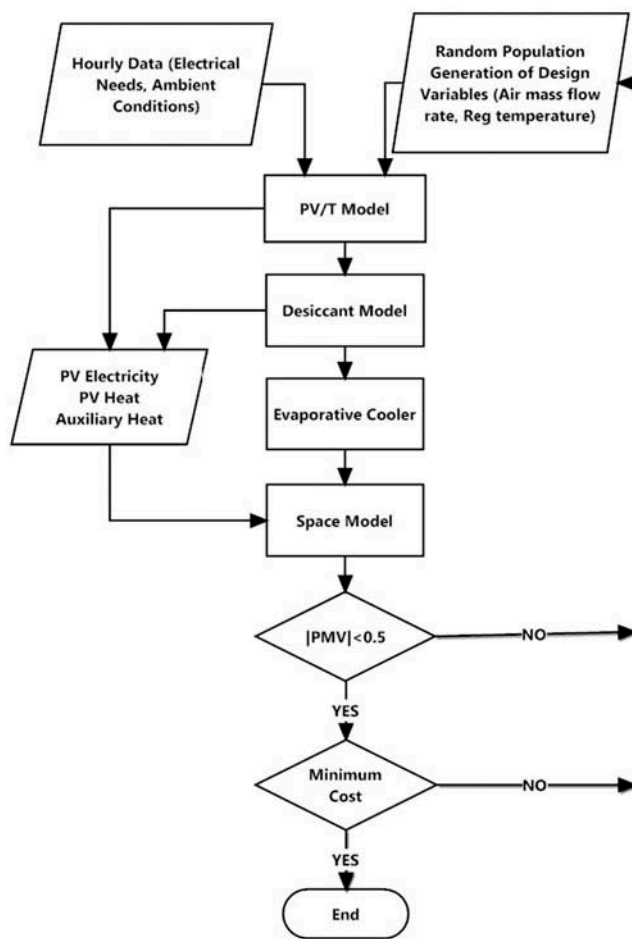 Hourly Data (Electrical
Needs, Ambient
Conditions)
Random Population
Generation of Design
Variables (Air mass flow
rate, Reg temperature)
PV/T Model
Desiccant Model
PV Electricity
PV Heat
Auxiliary Heat
Evaporative Cooler
Space Model
|PMV|<0.5
NO
YES
Minimum
Cost
NO
YES
End